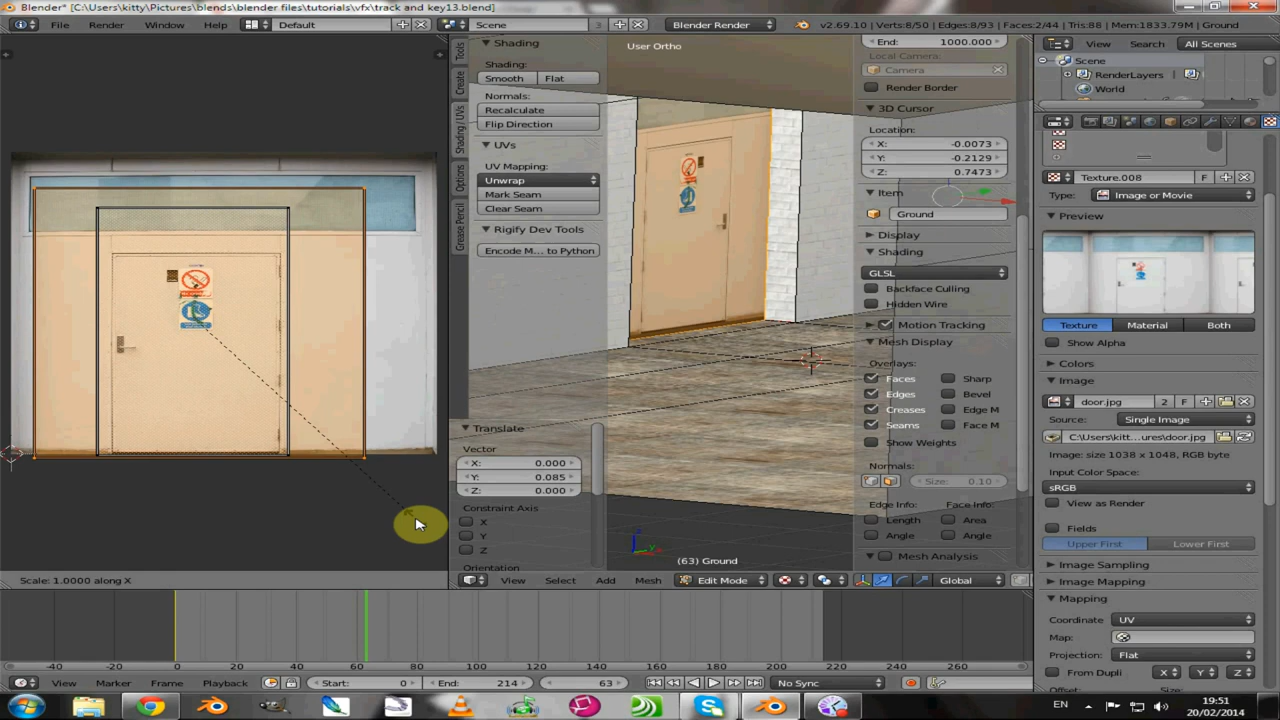 Blender* [C:\Users\kitty\Pictures\blends\blender files\tutorials\vfx\track and key13.blend]
File Render Window Help Default Scene 3 Blender Render v2.69.10 | Verts:8/50 | Edges:8/93 | Faces:2/44 | Tris:88 | Mem:1833.79M | Ground
Scale: 1.0000 along X
Tools
Create
Shading / UVs
Options
Grease Pencil
Shading
Shading:
Smooth Flat
Normals:
Recalculate
Flip Direction
UVs
UV Mapping:
Unwrap
Mark Seam
Clear Seam
Rigify Dev Tools
Encode M... to Python
Translate
Vector
X: 0.000
Y: 0.085
Z: 0.000
Constraint Axis
X
Y
Z
Orientation
User Ortho
(63) Ground
View Select Add Mesh Edit Mode Global
End: 1000.000
Local Camera:
Camera
Render Border
3D Cursor
Location:
X: -0.0073
Y: -0.2129
Z: 0.7473
Item
Ground
Display
Shading
GLSL
Backface Culling
Hidden Wire
Motion Tracking
Mesh Display
Overlays:
Faces Sharp
Edges Bevel
Creases Edge M
Seams Face M
Show Weights
Normals:
Size: 0.10
Edge Info: Face Info:
Length Area
Angle Angle
Mesh Analysis
View Search All Scenes
Scene
RenderLayers
World
Texture.008 F
Type: Image or Movie
Preview
Texture Material Both
Show Alpha
Colors
Image
door.jpg 2 F
Source: Single Image
C:\Users\kitt...ures\door.jpg
Image: size 1038 x 1048, RGB byte
Input Color Space:
sRGB
View as Render
Fields
Upper First Lower First
Image Sampling
Image Mapping
Mapping
Coordinate UV
Map:
Projection: Flat
From Dupli X Y Z
-40 -20 0 20 40 60 80 100 120 140 160 180 200 220 240 260
View Marker Frame Playback Start: 0 End: 214 63 No Sync
EN 19:51
20/02/2014